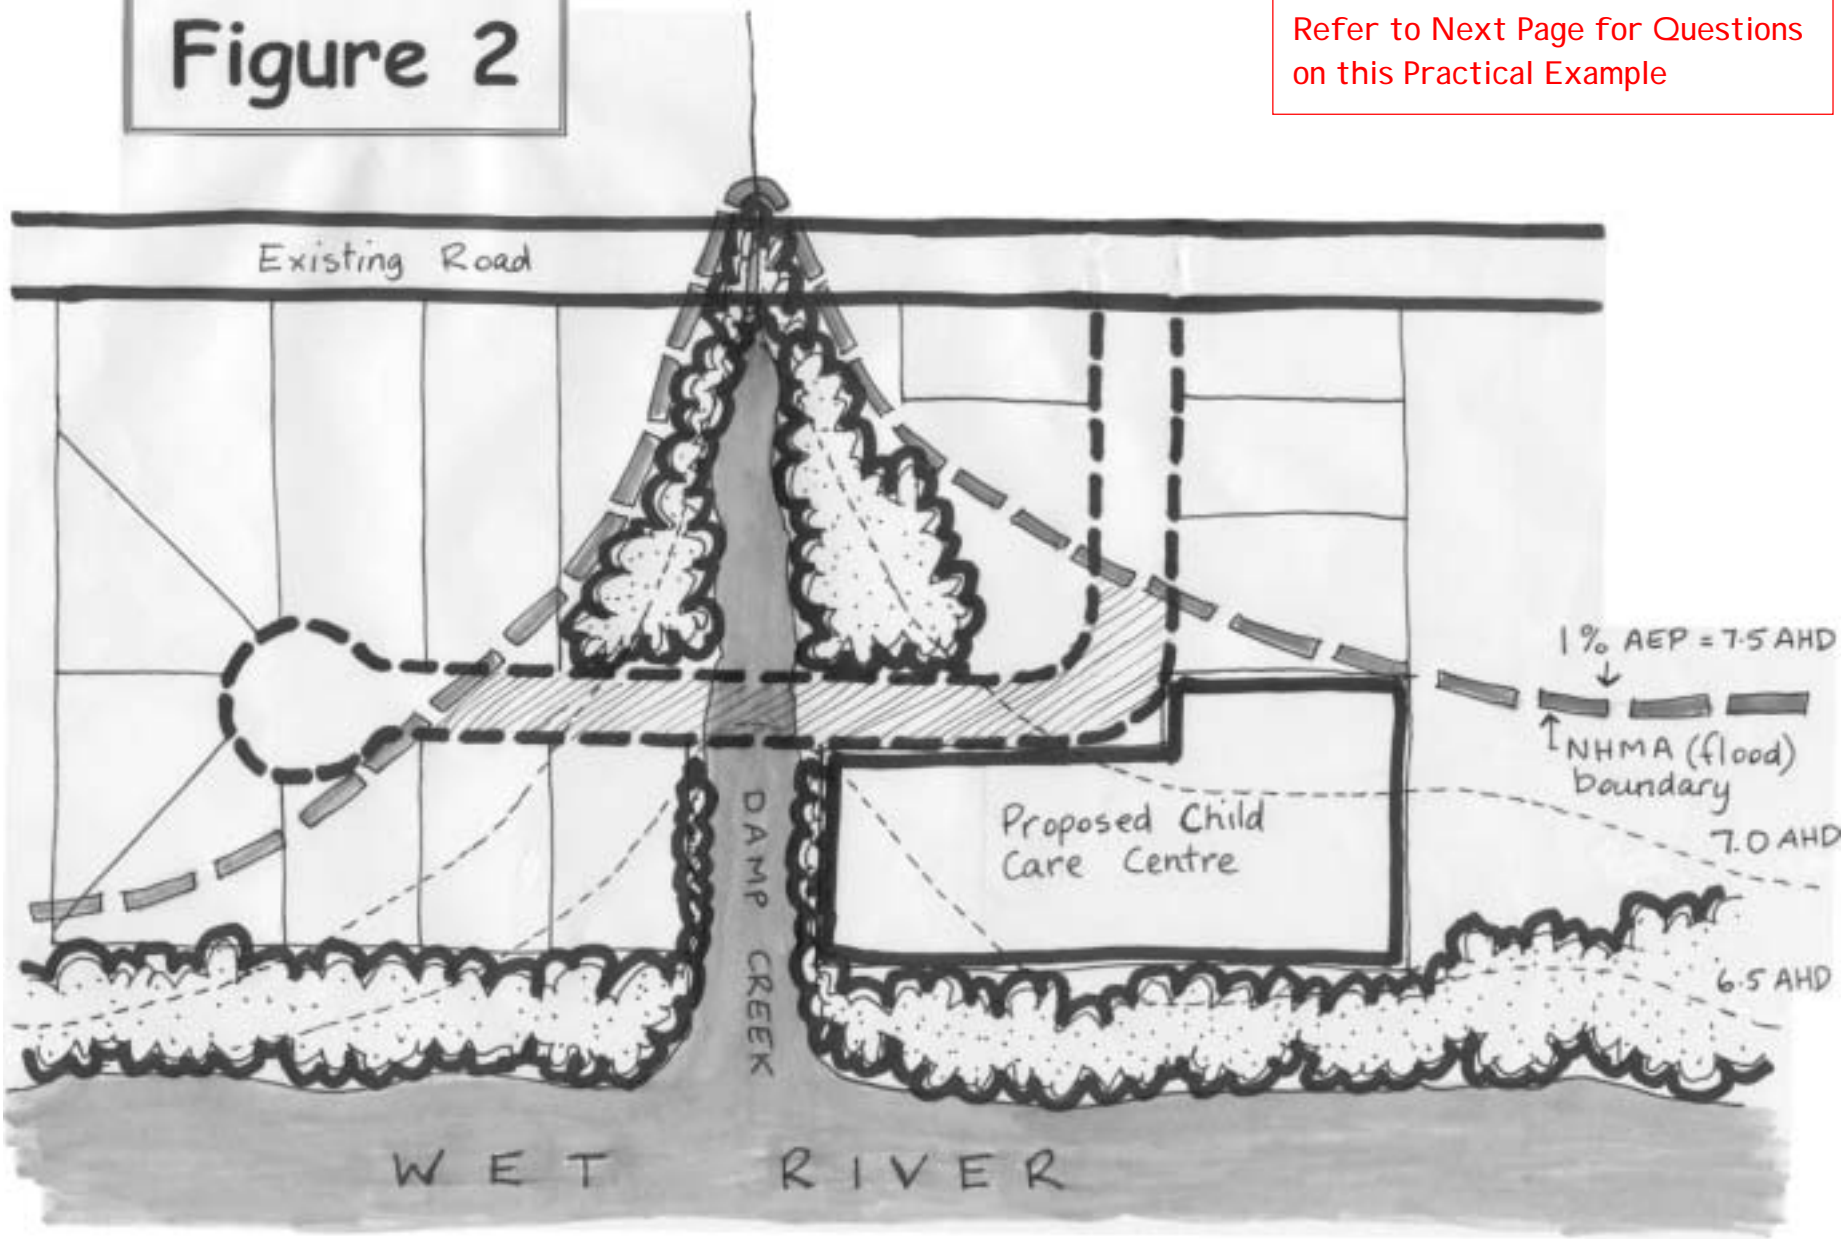 Figure 2
Refer to Next Page for Questions
on this Practical Example
Existing Road
1% AEP = 7.5 AHD
NHMA (flood)
boundary
Proposed Child
Care Centre
7.0 AHD
6.5 AHD
DAMP CREEK
WET RIVER